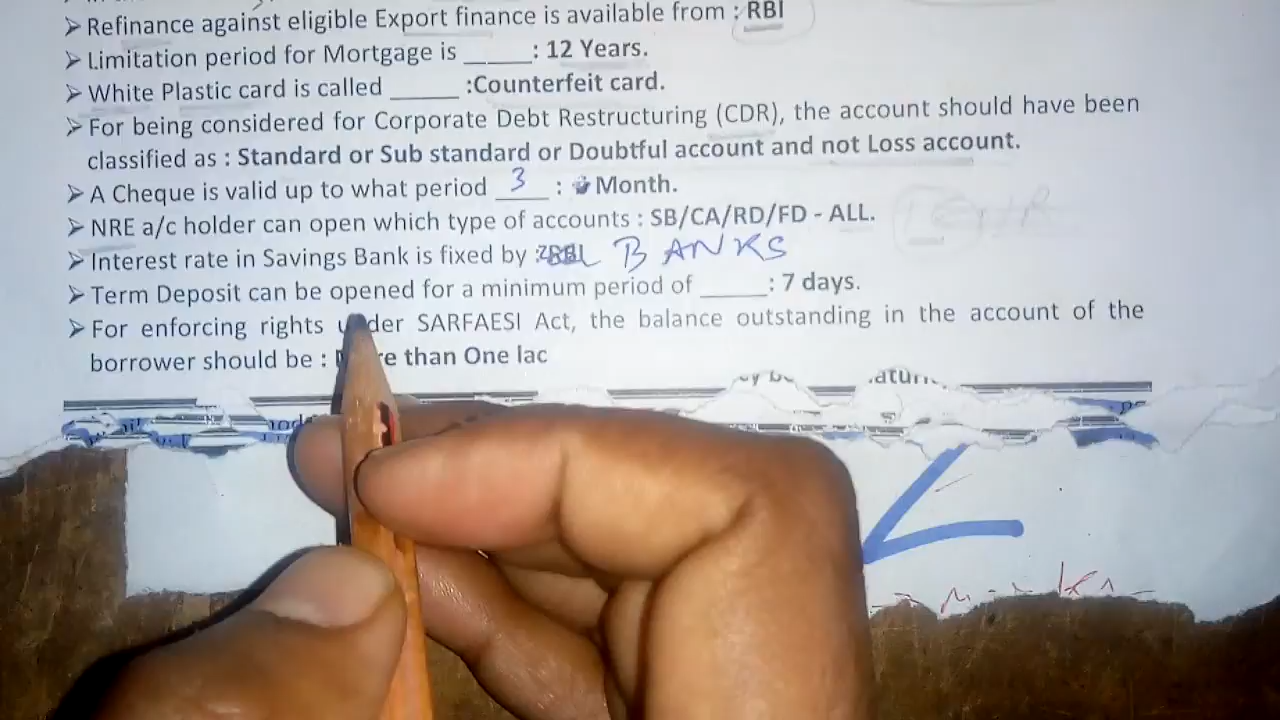 ➢ Refinance against eligible Export finance is available from : RBI
➢ Limitation period for Mortgage is _____: 12 Years.
➢ White Plastic card is called _____ :Counterfeit card.
➢ For being considered for Corporate Debt Restructuring (CDR), the account should have been
classified as : Standard or Sub standard or Doubtful account and not Loss account.
➢ A Cheque is valid up to what period 3 : Month.
➢ NRE a/c holder can open which type of accounts : SB/CA/RD/FD - ALL.
➢ Interest rate in Savings Bank is fixed by : BANKS
➢ Term Deposit can be opened for a minimum period of _____: 7 days.
➢ For enforcing rights under SARFAESI Act, the balance outstanding in the account of the
borrower should be : More than One lac